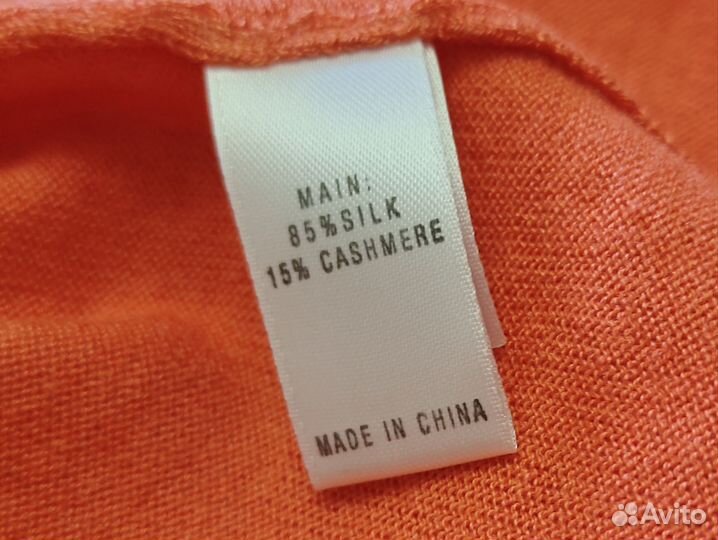 MAIN:
85%SILK
15% CASHMERE
MADE IN CHINA
Avito